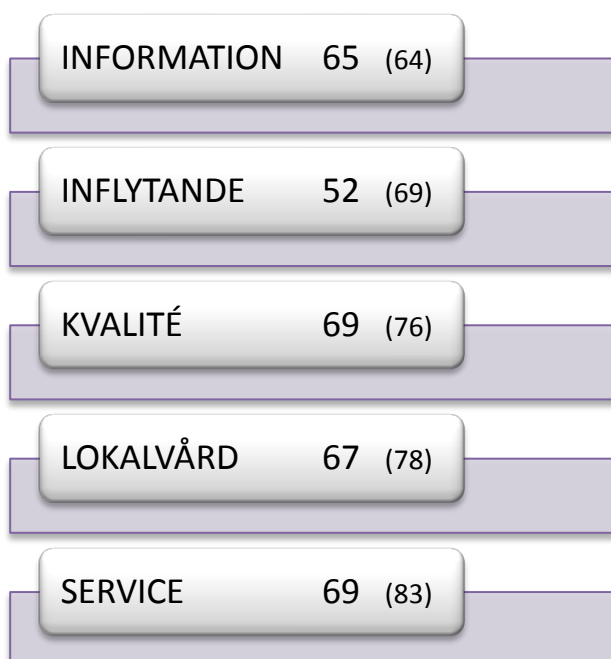 INFORMATION 65 (64)
INFLYTANDE 52 (69)
KVALITÉ 69 (76)
LOKALVÅRD 67 (78)
SERVICE 69 (83)